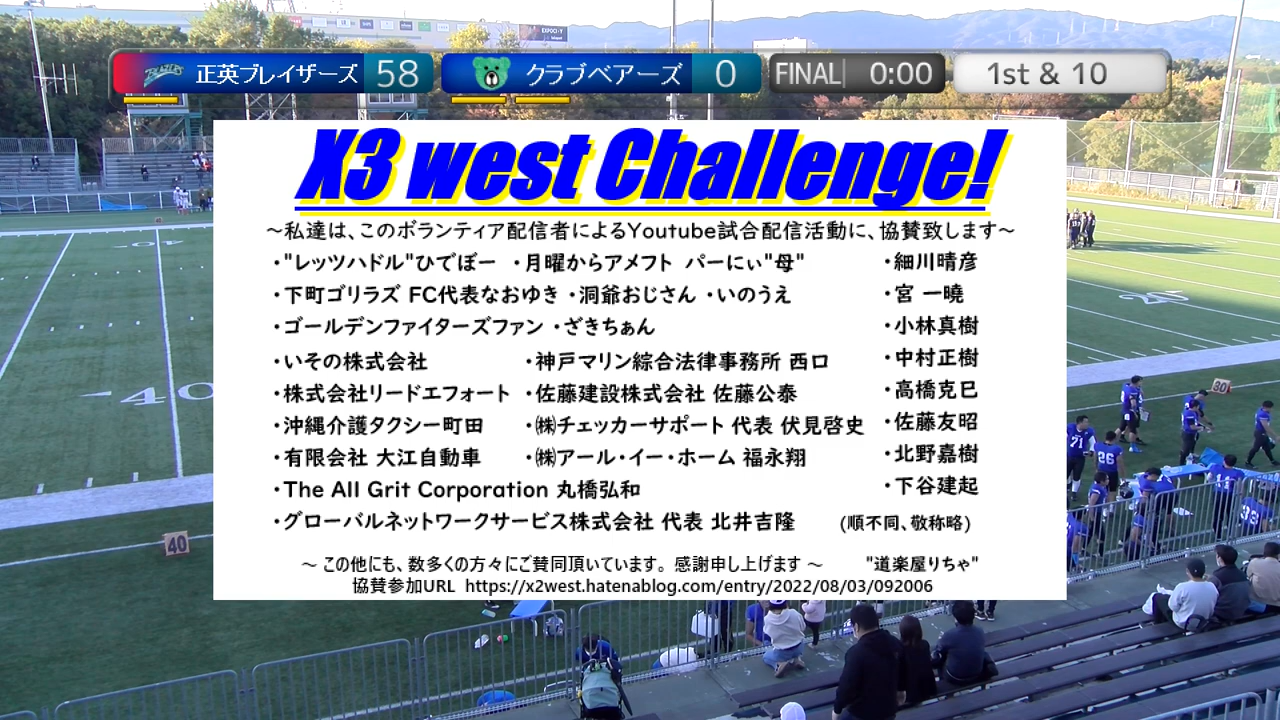 正英ブレイザーズ 58 クラブベアーズ 0 FINAL 0:00 1st & 10
X3 west Challenge!
～私達は、このボランティア配信者によるYoutube試合配信活動に、協賛致します～
・"レッツハドル"ひでぼー ・月曜からアメフト パーにぃ"母" ・細川晴彦
・下町ゴリラズ FC代表なおゆき ・洞爺おじさん ・いのうえ ・宮 一曉
・ゴールデンファイターズファン ・ざきちぁん ・小林真樹
・いその株式会社 ・神戸マリン綜合法律事務所 西口 ・中村正樹
・株式会社リードエフォート ・佐藤建設株式会社 佐藤公泰 ・高橋克巳
・沖縄介護タクシー町田 ・㈱チェッカーサポート 代表 伏見啓史 ・佐藤友昭
・有限会社 大江自動車 ・㈱アール・イー・ホーム 福永翔 ・北野嘉樹
・The All Grit Corporation 丸橋弘和 ・下谷建起
・グローバルネットワークサービス株式会社 代表 北井吉隆 (順不同、敬称略)
～ この他にも、数多くの方々にご賛同頂いています。感謝申し上げます ～ "道楽屋りちゃ"
協賛参加URL https://x2west.hatenablog.com/entry/2022/08/03/092006
40
40
30
71
26
33